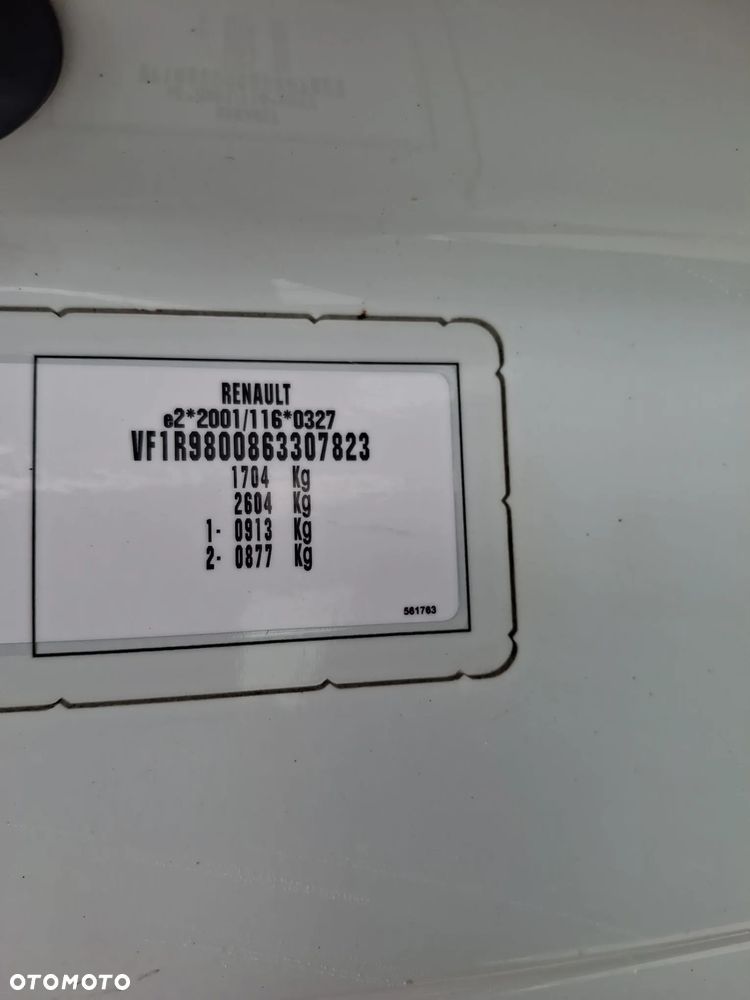 RENAULT
e2*2001/116*0327
VF1R9800863307823
1704 Kg
2604 Kg
1- 0913 Kg
2- 0877 Kg
561763
OTOMOTO